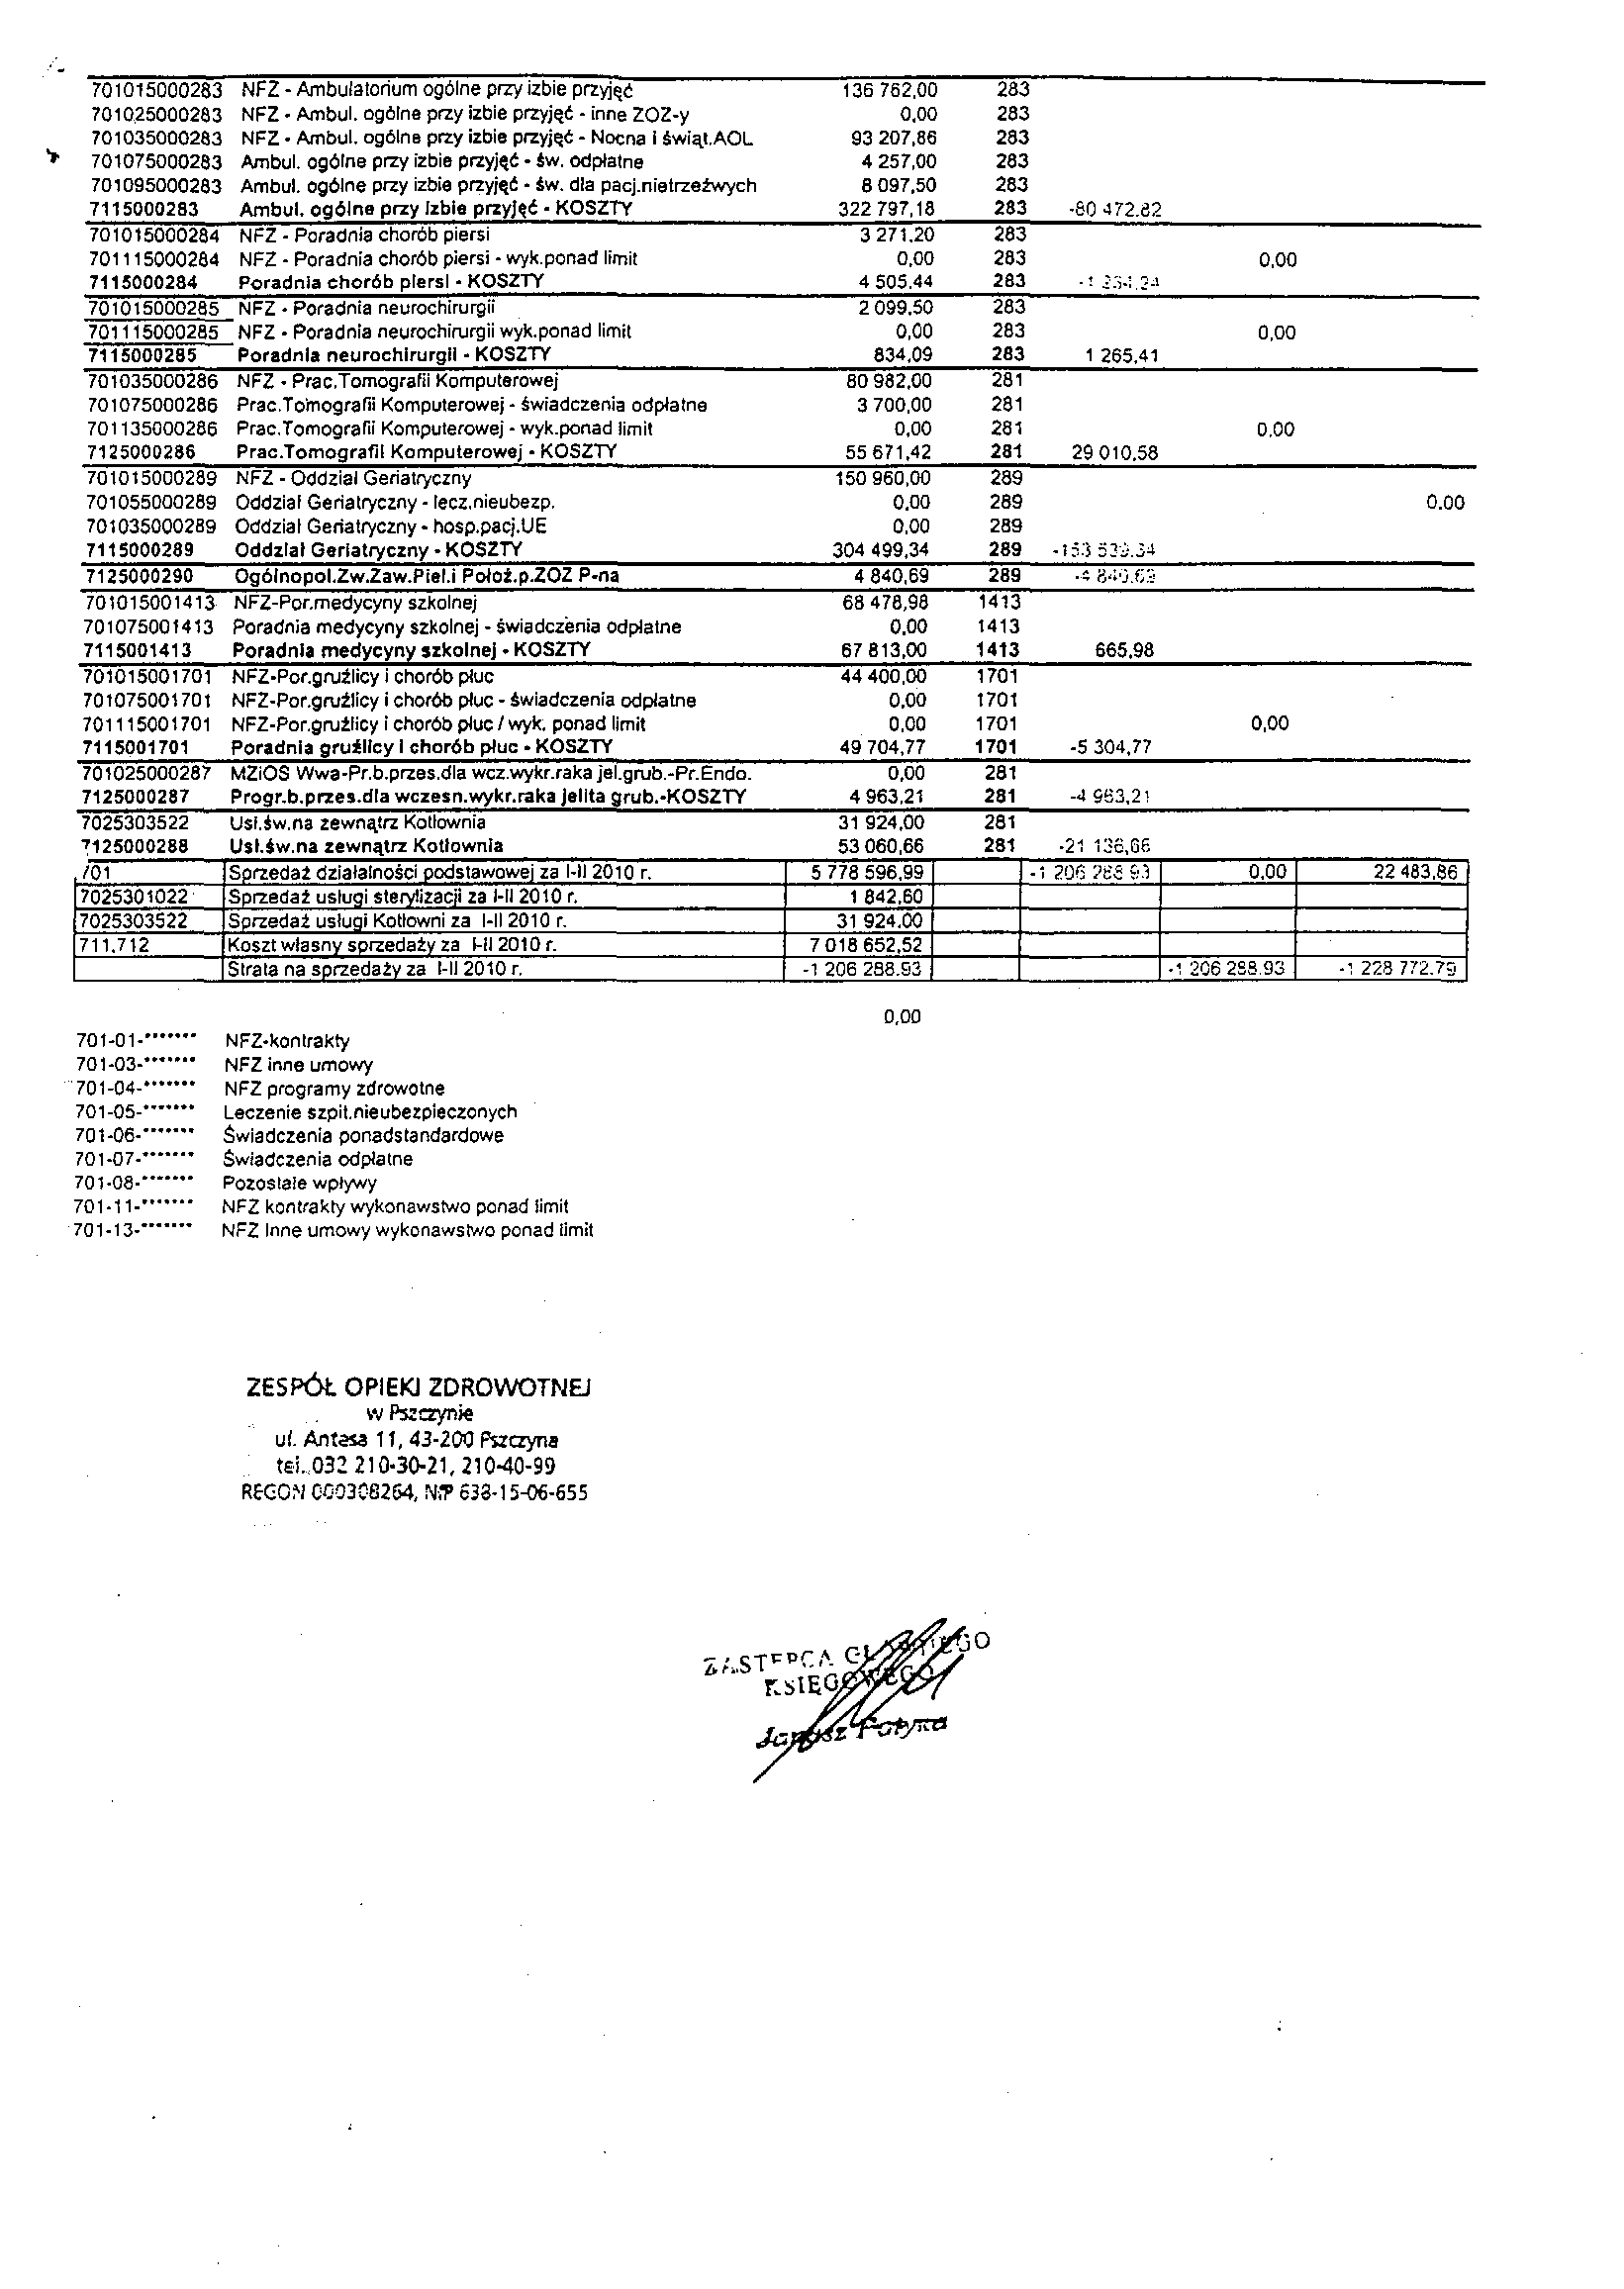 701015000283 NFZ - Ambulatorium ogólne przy izbie przyjęć 136 762,00 283
701025000283 NFZ - Ambul. ogólne przy izbie przyjęć - inne ZOZ-y 0,00 283
701035000283 NFZ - Ambul. ogólne przy izbie przyjęć - Nocna i świąt.AOL 93 207,86 283
701075000283 Ambul. ogólne przy izbie przyjęć - św. odpłatne 4 257,00 283
701095000283 Ambul. ogólne przy izbie przyjęć - św. dla pacj.nietrzeźwych 8 097,50 283
7115000283 Ambul. ogólne przy Izbie przyjęć - KOSZTY 322 797,18 283 -80 472.82
701015000284 NFZ - Poradnia chorób piersi 3 271,20 283
701115000284 NFZ - Poradnia chorób piersi - wyk.ponad limit 0,00 283 0,00
7115000284 Poradnia chorób piersi - KOSZTY 4 505,44 283 -1 234,24
701015000285 NFZ - Poradnia neurochirurgii 2 099,50 283
701115000285 NFZ - Poradnia neurochirurgii wyk.ponad limit 0,00 283 0,00
7115000285 Poradnia neurochirurgii - KOSZTY 834,09 283 1 265,41
701035000286 NFZ - Prac.Tomografii Komputerowej 80 982,00 281
701075000286 Prac.Tomografii Komputerowej - świadczenia odpłatne 3 700,00 281
701135000286 Prac.Tomografii Komputerowej - wyk.ponad limit 0,00 281 0,00
7125000286 Prac.Tomografii Komputerowej - KOSZTY 55 671,42 281 29 010,58
701015000289 NFZ - Oddział Geriatryczny 150 960,00 289
701055000289 Oddział Geriatryczny - lecz.nieubezp. 0,00 289 0,00
701035000289 Oddział Geriatryczny - hosp.pacj.UE 0,00 289
7115000289 Oddział Geriatryczny - KOSZTY 304 499,34 289 -153 539.34
7125000290 Ogólnopol.Zw.Zaw.Piel.i Położ.p.ZOZ P-na 4 840,69 289 -4 840,69
701015001413 NFZ-Por.medycyny szkolnej 68 478,98 1413
701075001413 Poradnia medycyny szkolnej - świadczenia odpłatne 0,00 1413
7115001413 Poradnia medycyny szkolnej - KOSZTY 67 813,00 1413 665,98
701015001701 NFZ-Por.gruźlicy i chorób płuc 44 400,00 1701
701075001701 NFZ-Por.gruźlicy i chorób płuc - świadczenia odpłatne 0,00 1701
701115001701 NFZ-Por.gruźlicy i chorób płuc / wyk. ponad limit 0,00 1701 0,00
7115001701 Poradnia gruźlicy i chorób płuc - KOSZTY 49 704,77 1701 -5 304,77
701025000287 MZiOS Wwa-Pr.b.przes.dla wcz.wykr.raka jel.grub.-Pr.Endo. 0,00 281
7125000287 Progr.b.przes.dla wczesn.wykr.raka jelita grub.-KOSZTY 4 963,21 281 -4 963,21
7025303522 Usł.św.na zewnątrz Kotłownia 31 924,00 281
7125000288 Usł.św.na zewnątrz Kotłownia 53 060,66 281 -21 136,66
701 Sprzedaż działalności podstawowej za I-II 2010 r. 5 778 596,99 -1 206 288 93 0,00 22 483,86
7025301022 Sprzedaż usługi sterylizacji za I-II 2010 r. 1 842,60
7025303522 Sprzedaż usługi Kotłowni za I-II 2010 r. 31 924.00
711.712 Koszt własny sprzedaży za I-II 2010 r. 7 018 652,52
Strata na sprzedaży za I-II 2010 r. -1 206 288.93 -1 206 288.93 -1 228 772.79
0,00
701-01-******* NFZ-kontrakty
701-03-******* NFZ inne umowy
701-04-******* NFZ programy zdrowotne
701-05-******* Leczenie szpit.nieubezpieczonych
701-06-******* Świadczenia ponadstandardowe
701-07-******* Świadczenia odpłatne
701-08-******* Pozostałe wpływy
701-11-******* NFZ kontrakty wykonawstwo ponad limit
701-13-******* NFZ Inne umowy wykonawstwo ponad limit
ZESPÓŁ OPIEKI ZDROWOTNEJ
w Pszczynie
ul. Antesa 11, 43-200 Pszczyna
tel. 032 210-30-21, 210-40-99
REGON 000308264, NIP 638-15-06-655
ZASTĘPCA GŁÓWNEGO
KSIĘGOWEGO
Janusz